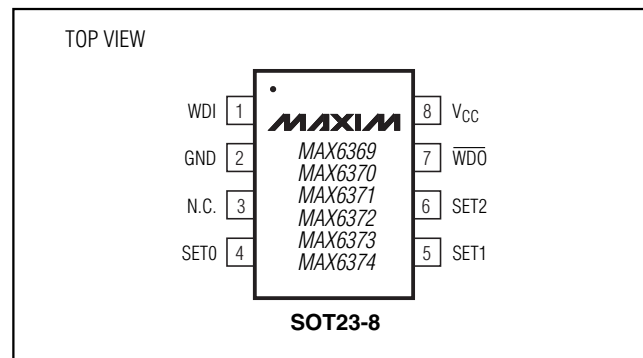 TOP VIEW
WDI 1
GND 2
N.C. 3
SET0 4
MAXIM
MAX6369
MAX6370
MAX6371
MAX6372
MAX6373
MAX6374
8 VCC
7 WDO
6 SET2
5 SET1
SOT23-8